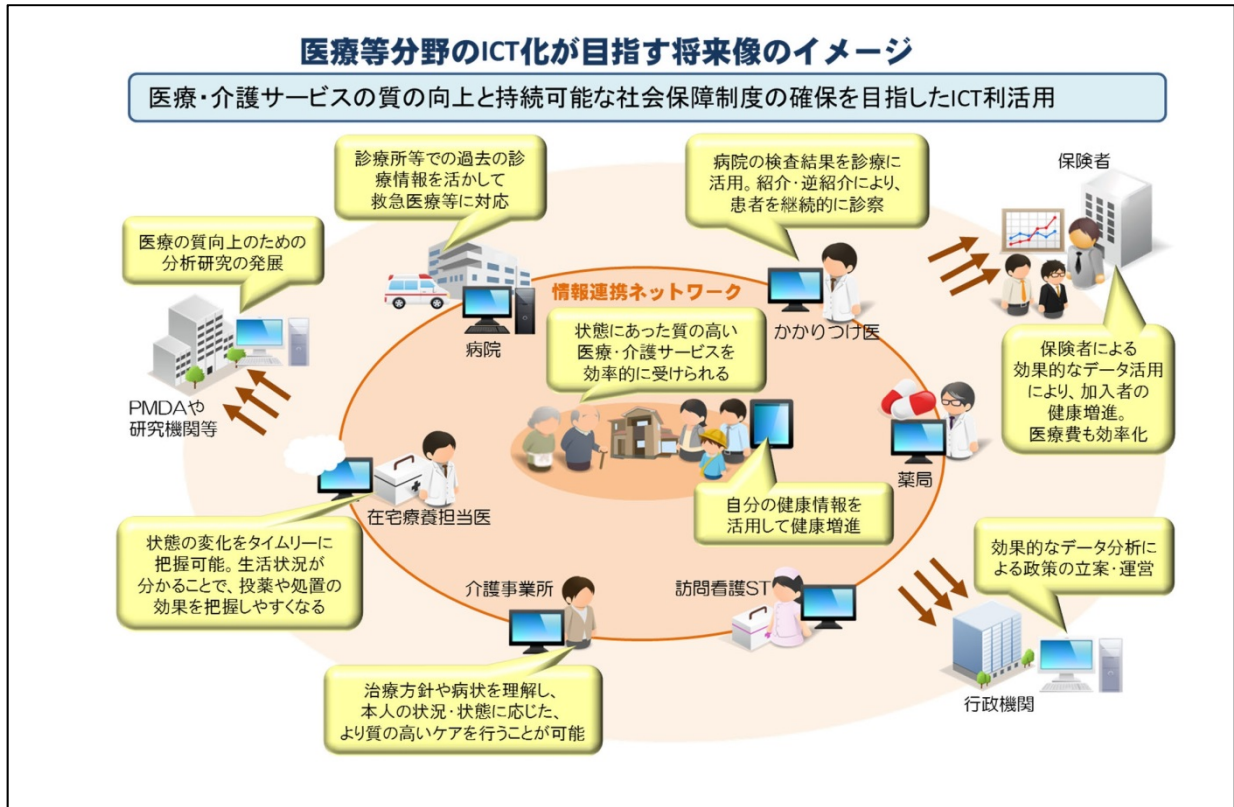 医療等分野のICT化が目指す将来像のイメージ
医療・介護サービスの質の向上と持続可能な社会保障制度の確保を目指したICT利活用
診療所等での過去の診
療情報を活かして
救急医療等に対応
病院の検査結果を診療に
活用。紹介・逆紹介により、
患者を継続的に診察
保険者
医療の質向上のための
分析研究の発展
情報連携ネットワーク
病院
かかりつけ医
状態にあった質の高い
医療・介護サービスを
効率的に受けられる
保険者による
効果的なデータ活用
により、加入者の
健康増進。
医療費も効率化
PMDAや
研究機関等
薬局
在宅療養担当医
自分の健康情報を
活用して健康増進
状態の変化をタイムリーに
把握可能。生活状況が
分かることで、投薬や処置の
効果を把握しやすくなる
効果的なデータ分析に
よる政策の立案・運営
介護事業所
訪問看護ST
治療方針や病状を理解し、
本人の状況・状態に応じた、
より質の高いケアを行うことが可能
行政機関